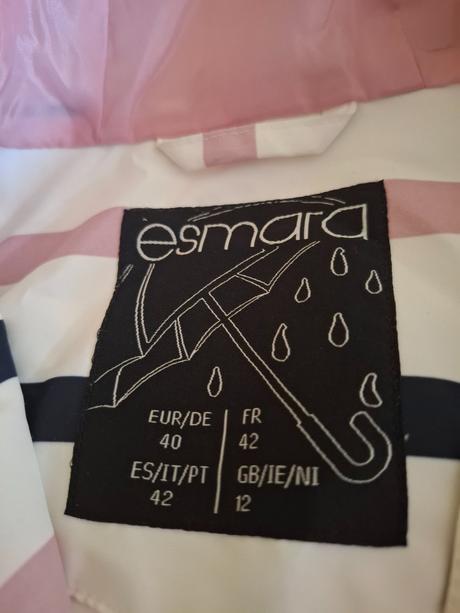 esmara
EUR/DE FR
40 42
ES/IT/PT GB/IE/NI
42 12